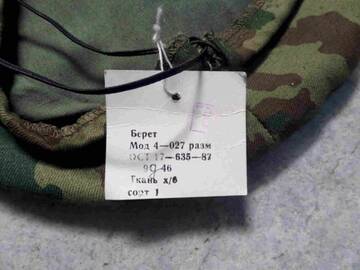 Берет
Мод 4—027 разм
ОСТ 17—635—87
90 46
Ткань х/б
сорт 1